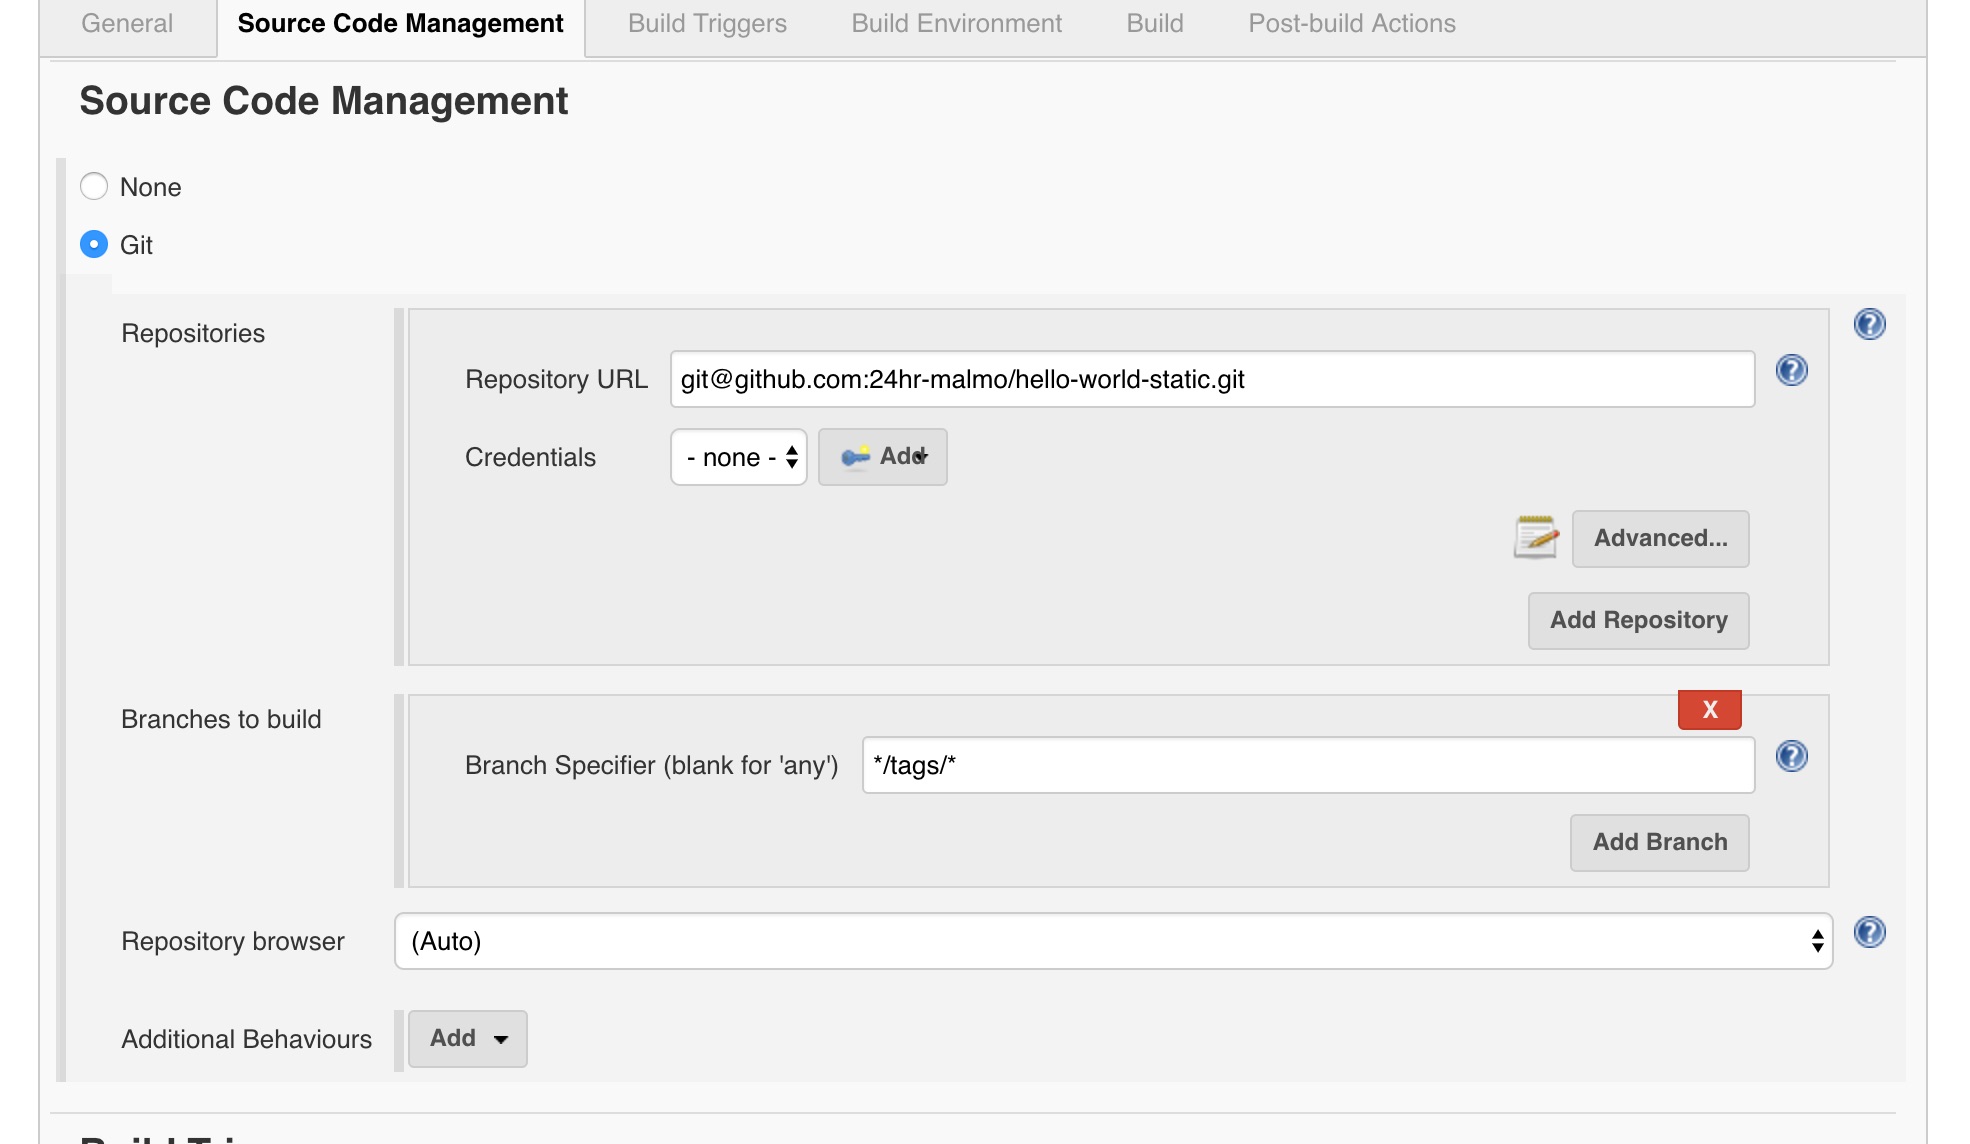 General Source Code Management Build Triggers Build Environment Build Post-build Actions
Source Code Management
None
Git
Repositories
Repository URL git@github.com:24hr-malmo/hello-world-static.git
Credentials - none - Add
Advanced...
Add Repository
Branches to build
X
Branch Specifier (blank for 'any') */tags/*
Add Branch
Repository browser (Auto)
Additional Behaviours Add